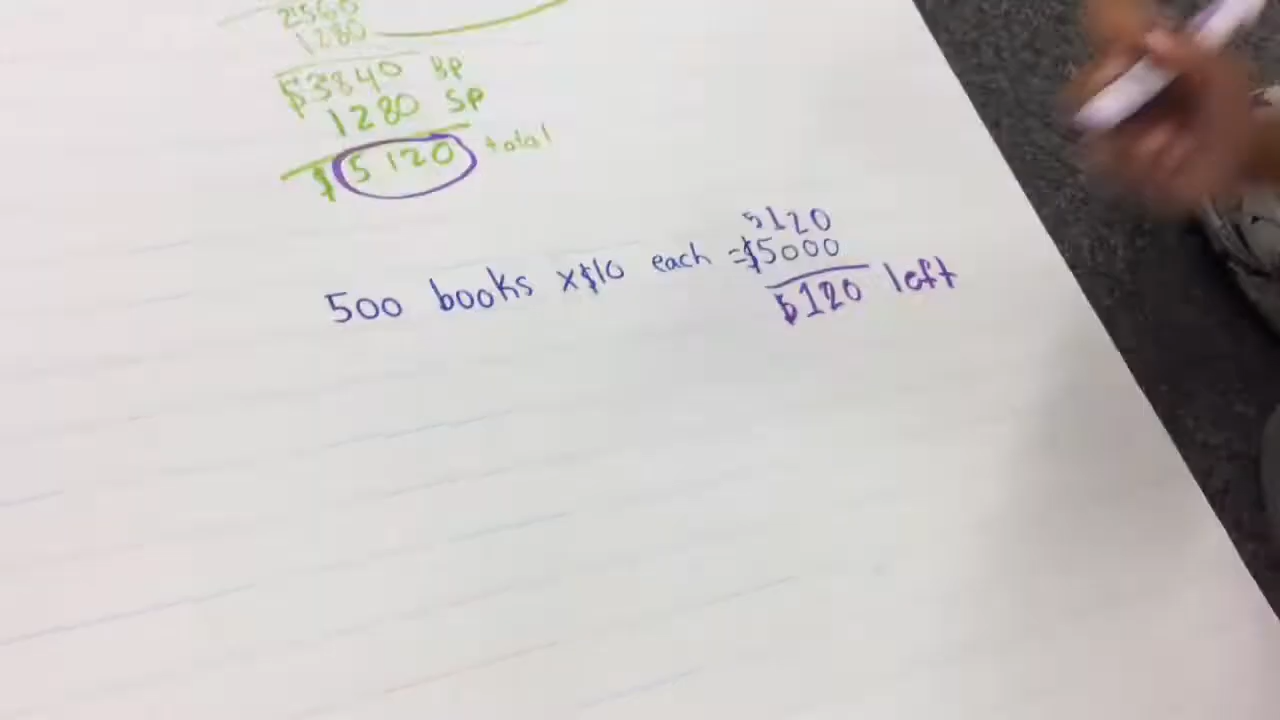 2560
1280
$3840 BP
1280 SP
$5120 total
5120
500 books x$10 each =$5000
$120 left